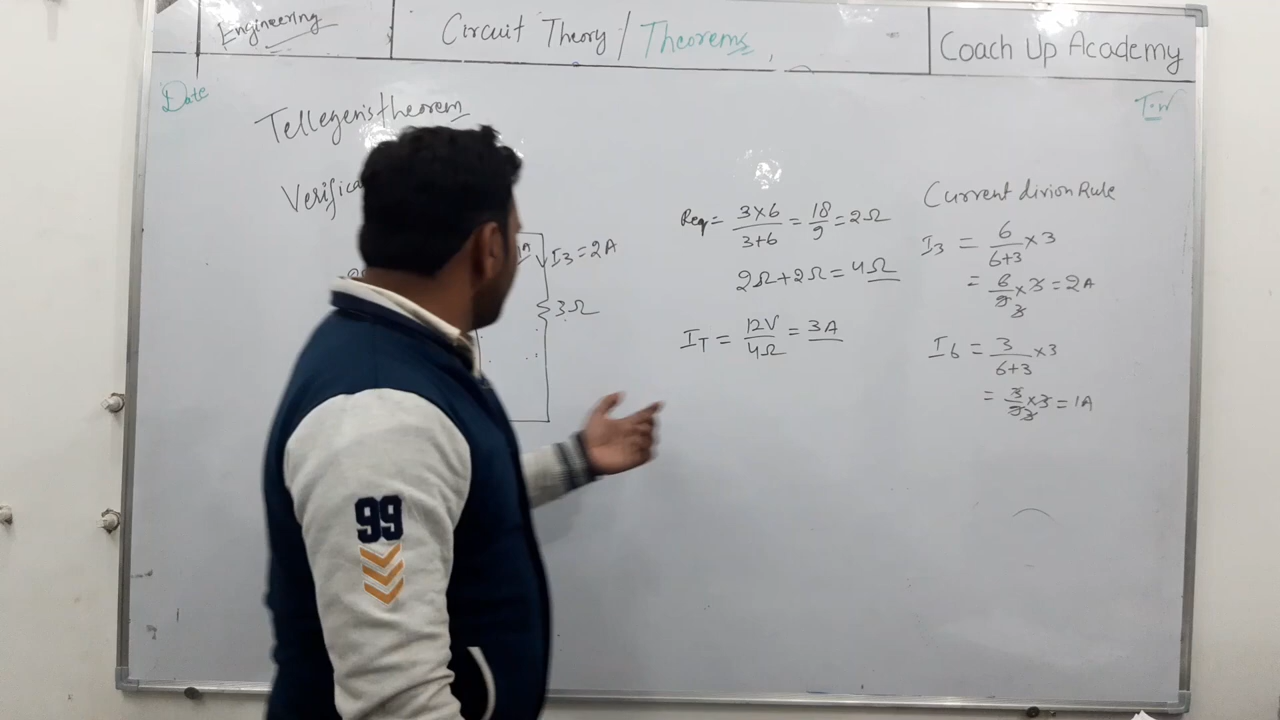 Engineering
Circuit Theory / Theorems
Coach Up Academy
Date
T.W
Tellegen's theorem
Verifica
I3 = 2A
3Ω
Req = 3×6/3+6 = 18/9 = 2Ω
2Ω+2Ω = 4Ω
IT = 12V/4Ω = 3A
Current divion Rule
I3 = 6/6+3 ×3
= 6/9 ×3 = 2A
I6 = 3/6+3 ×3
= 3/9 ×3 = 1A
99